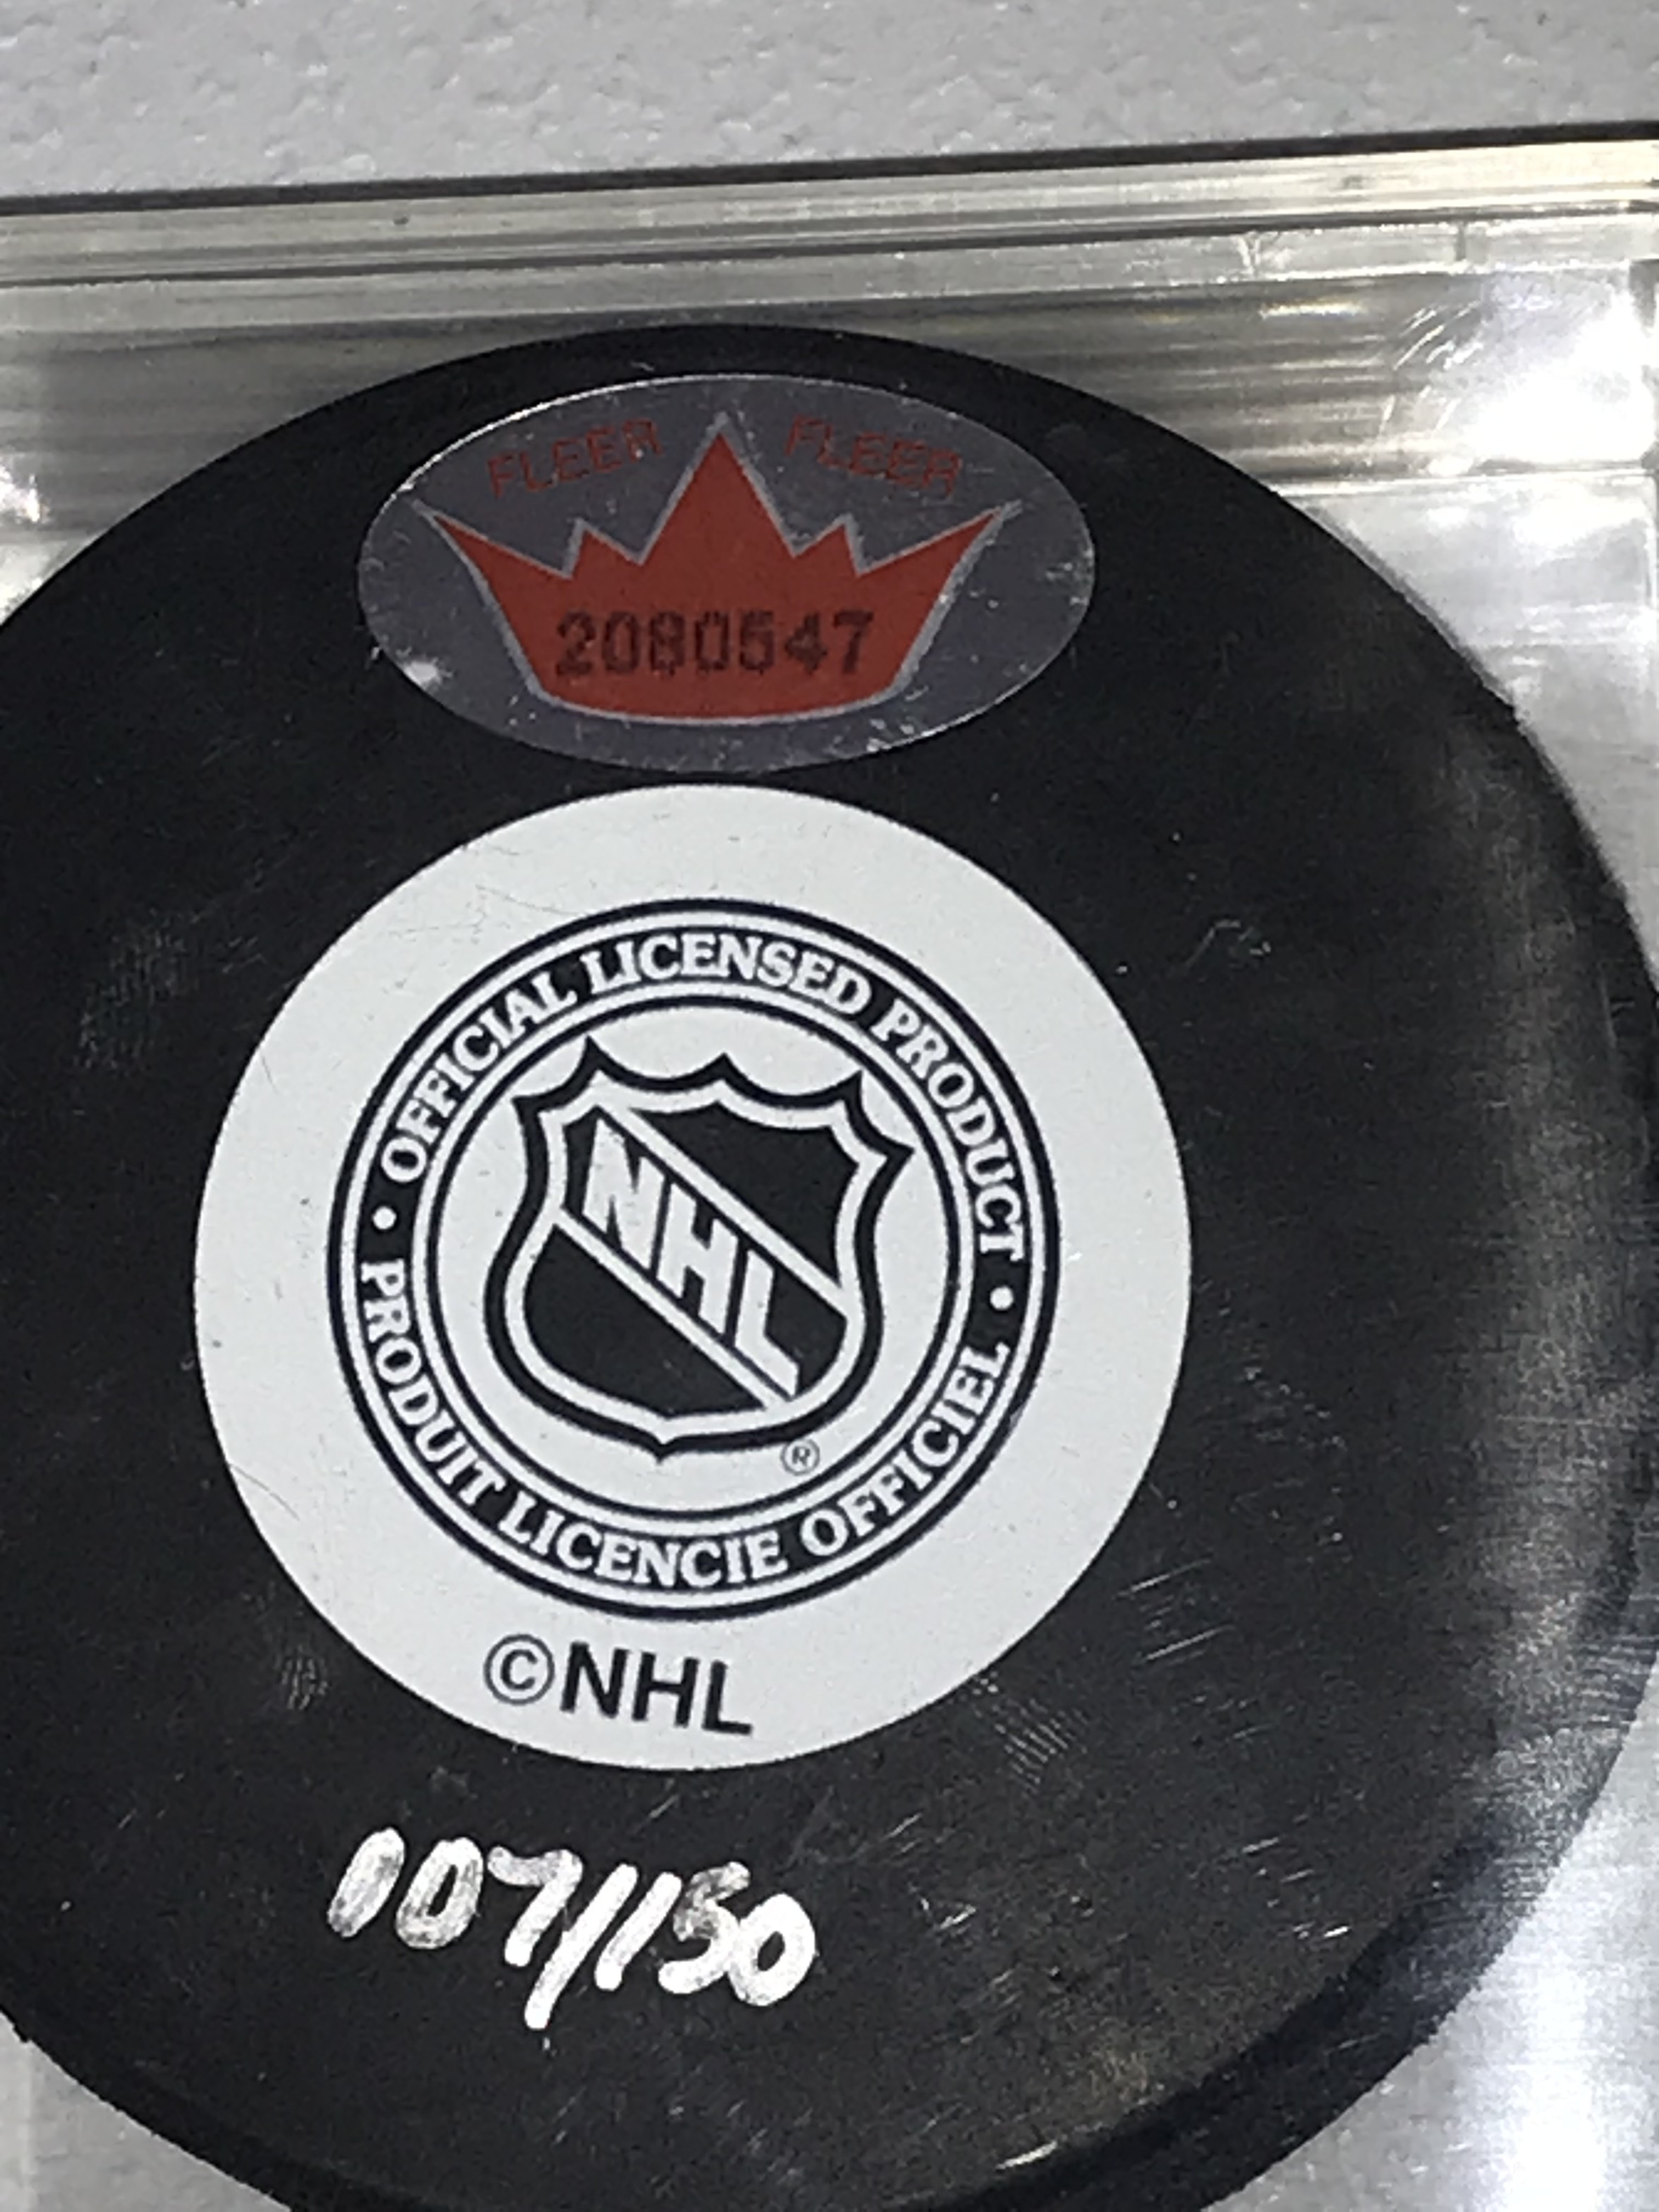 FLEER FLEER
2080547
OFFICIAL LICENSED PRODUCT •
PRODUIT LICENCIE OFFICIEL •
NHL
®
©NHL
107/150